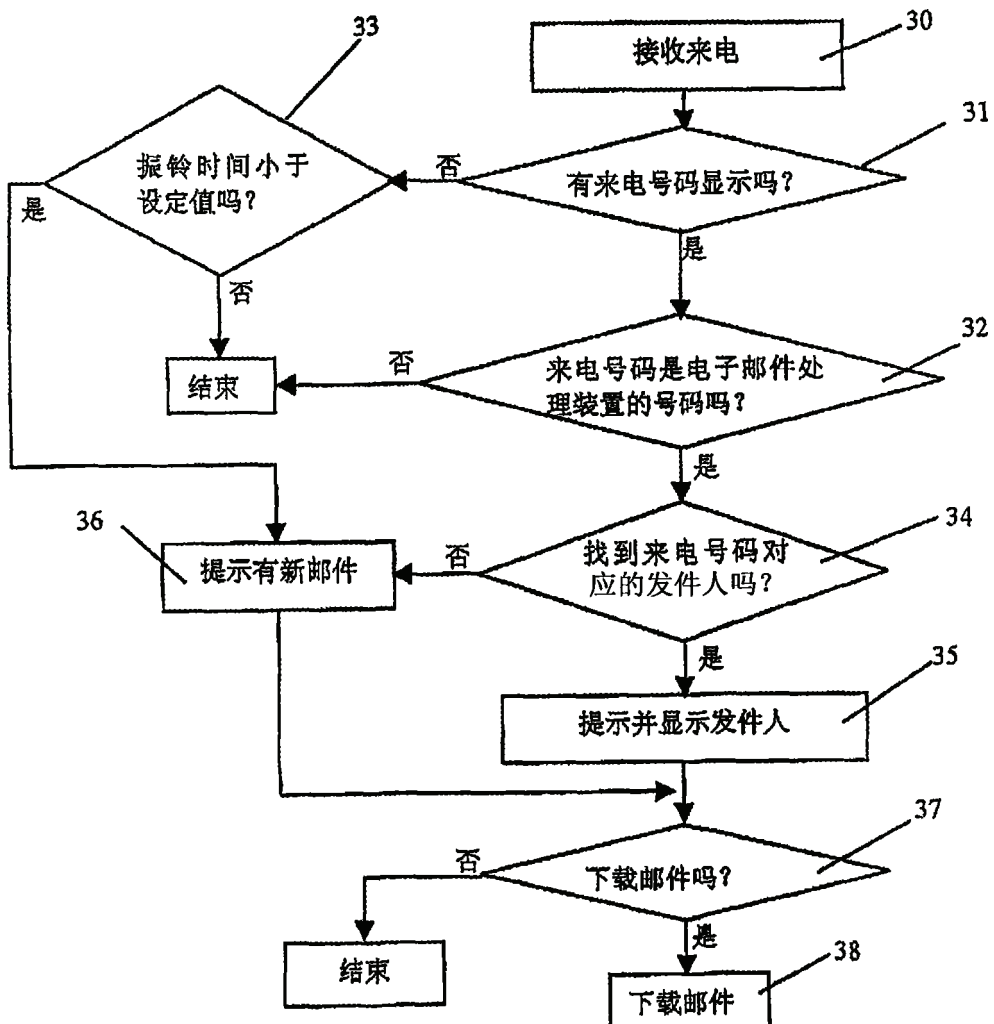 33
30
接收来电
31
振铃时间小于
设定值吗?
否
有来电号码显示吗?
是
是
否
32
结束
否
来电号码是电子邮件处
理装置的号码吗?
是
36
34
提示有新邮件
否
找到来电号码对
应的发件人吗?
是
35
提示并显示发件人
37
否
下载邮件吗?
是
结束
38
下载邮件